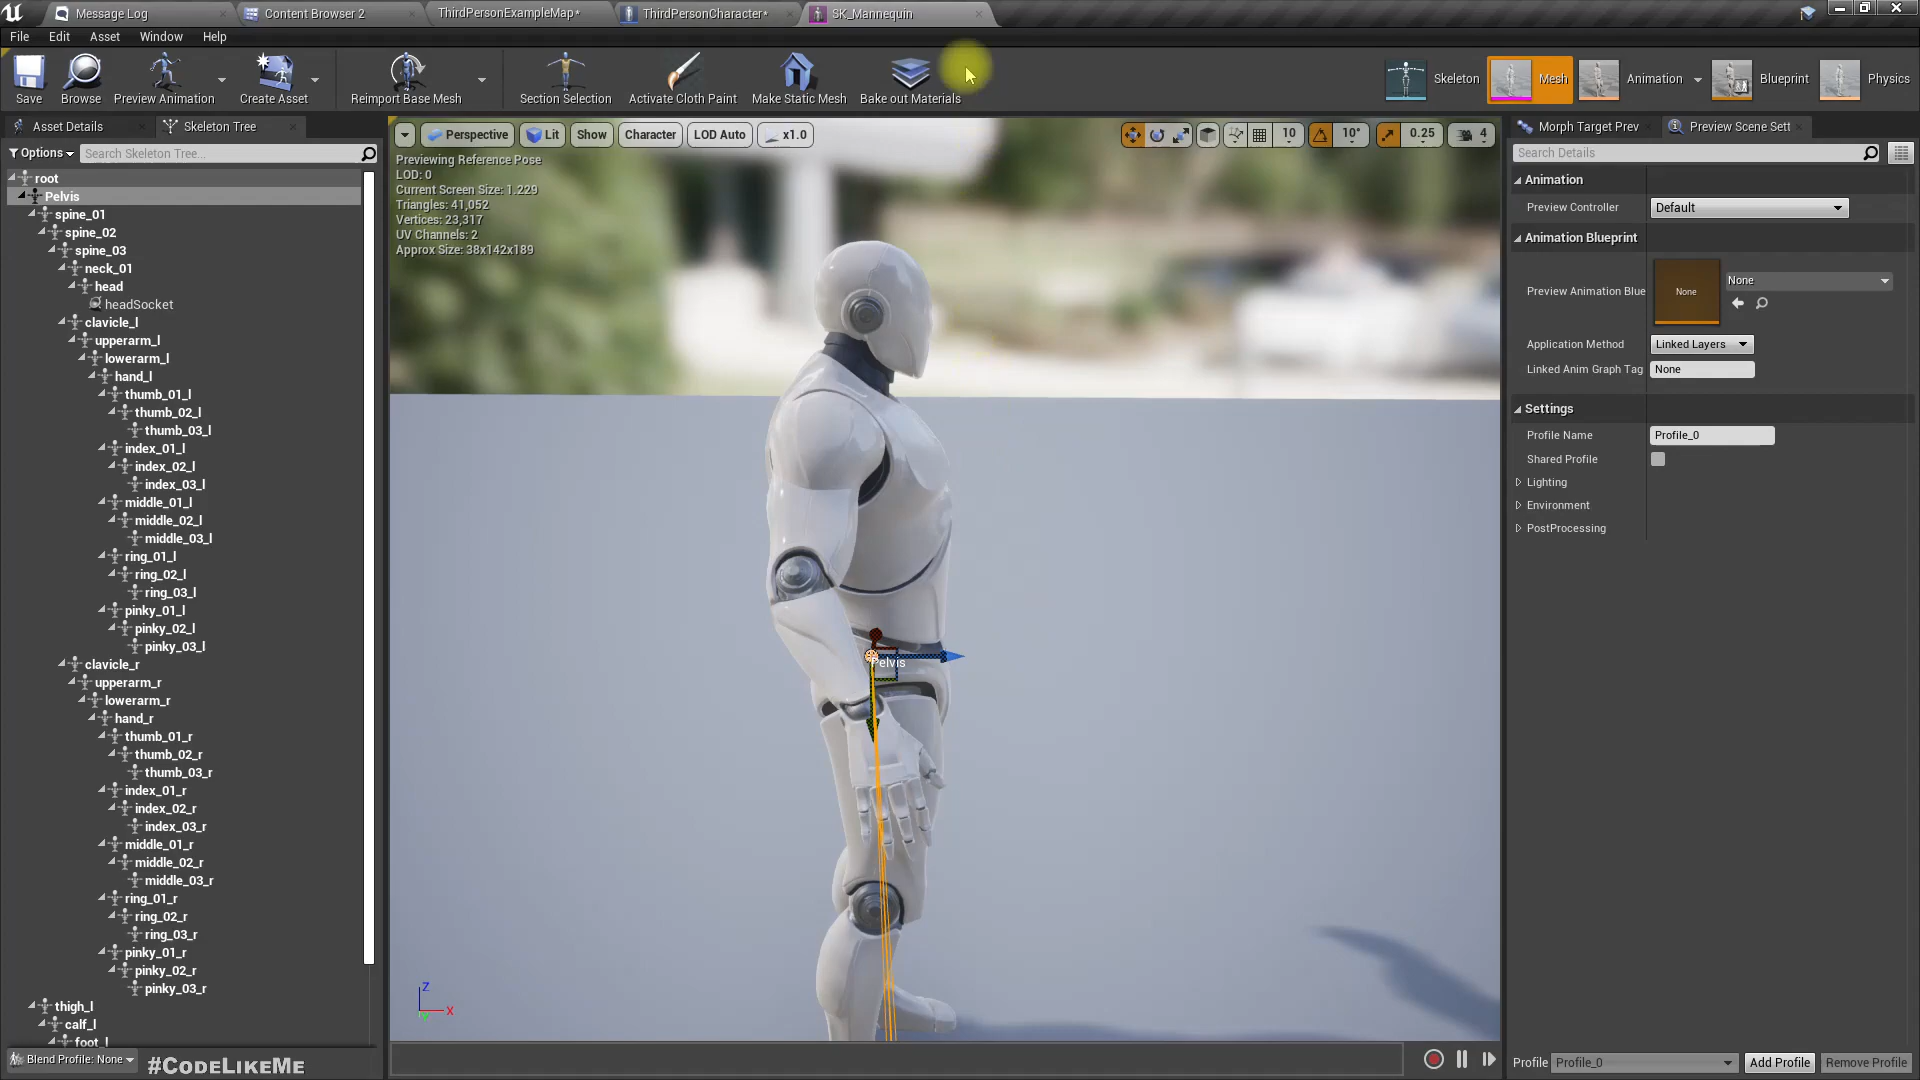 Message Log
Content Browser 2
ThirdPersonExampleMap*
ThirdPersonCharacter*
SK_Mannequin
File Edit Asset Window Help
Save
Browse
Preview Animation
Create Asset
Reimport Base Mesh
Section Selection
Activate Cloth Paint
Make Static Mesh
Bake out Materials
Skeleton
Mesh
Animation
Blueprint
Physics
Asset Details
Skeleton Tree
Options
Search Skeleton Tree...
root
Pelvis
spine_01
spine_02
spine_03
neck_01
head
headSocket
clavicle_l
upperarm_l
lowerarm_l
hand_l
thumb_01_l
thumb_02_l
thumb_03_l
index_01_l
index_02_l
index_03_l
middle_01_l
middle_02_l
middle_03_l
ring_01_l
ring_02_l
ring_03_l
pinky_01_l
pinky_02_l
pinky_03_l
clavicle_r
upperarm_r
lowerarm_r
hand_r
thumb_01_r
thumb_02_r
thumb_03_r
index_01_r
index_02_r
index_03_r
middle_01_r
middle_02_r
middle_03_r
ring_01_r
ring_02_r
ring_03_r
pinky_01_r
pinky_02_r
pinky_03_r
thigh_l
calf_l
foot_l
Blend Profile: None
#CODELIKEME
Perspective
Lit
Show
Character
LOD Auto
x1.0
10
10°
0.25
4
Previewing Reference Pose
LOD: 0
Current Screen Size: 1.229
Triangles: 41,052
Vertices: 23,317
UV Channels: 2
Approx Size: 38x142x189
Pelvis
Z
X
Y
Morph Target Prev
Preview Scene Sett
Search Details
Animation
Preview Controller
Default
Animation Blueprint
Preview Animation Blue
None
None
Application Method
Linked Layers
Linked Anim Graph Tag
None
Settings
Profile Name
Profile_0
Shared Profile
Lighting
Environment
PostProcessing
Profile
Profile_0
Add Profile
Remove Profile